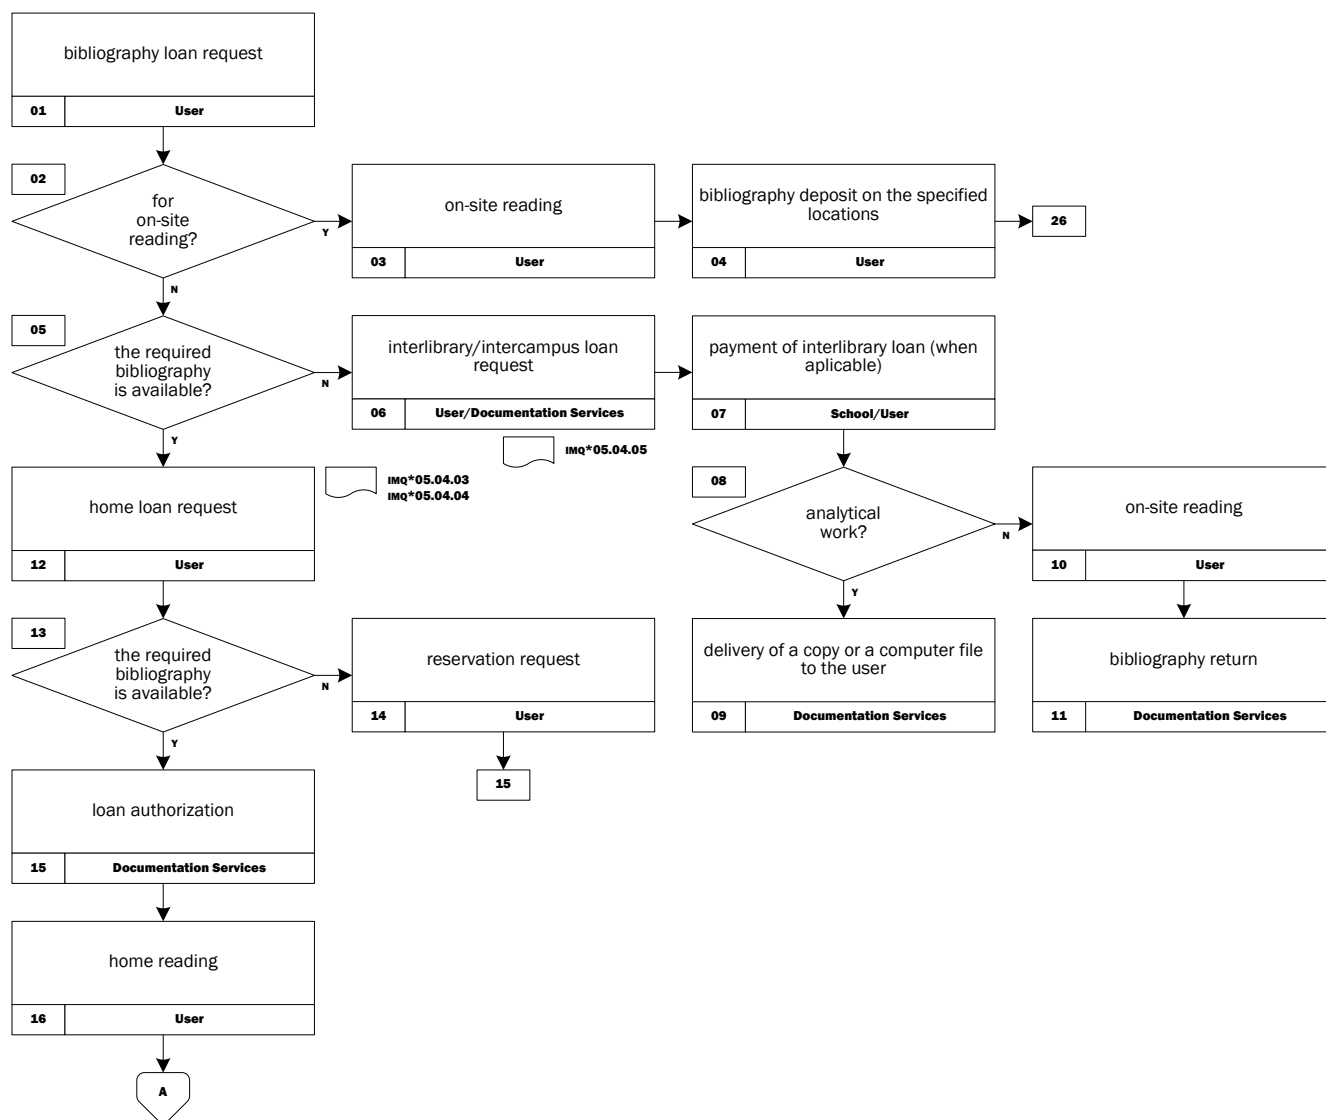 bibliography loan request
01 User
02
for
on-site
reading?
Y
N
on-site reading
03 User
bibliography deposit on the specified
locations
04 User
26
05
the required
bibliography
is available?
N
Y
interlibrary/intercampus loan
request
06 User/Documentation Services
IMQ*05.04.05
payment of interlibrary loan (when
aplicable)
07 School/User
home loan request
12 User
IMQ*05.04.03
IMQ*05.04.04
08
analytical
work?
N
Y
on-site reading
10 User
13
the required
bibliography
is available?
N
Y
reservation request
14 User
15
delivery of a copy or a computer file
to the user
09 Documentation Services
bibliography return
11 Documentation Services
loan authorization
15 Documentation Services
home reading
16 User
A